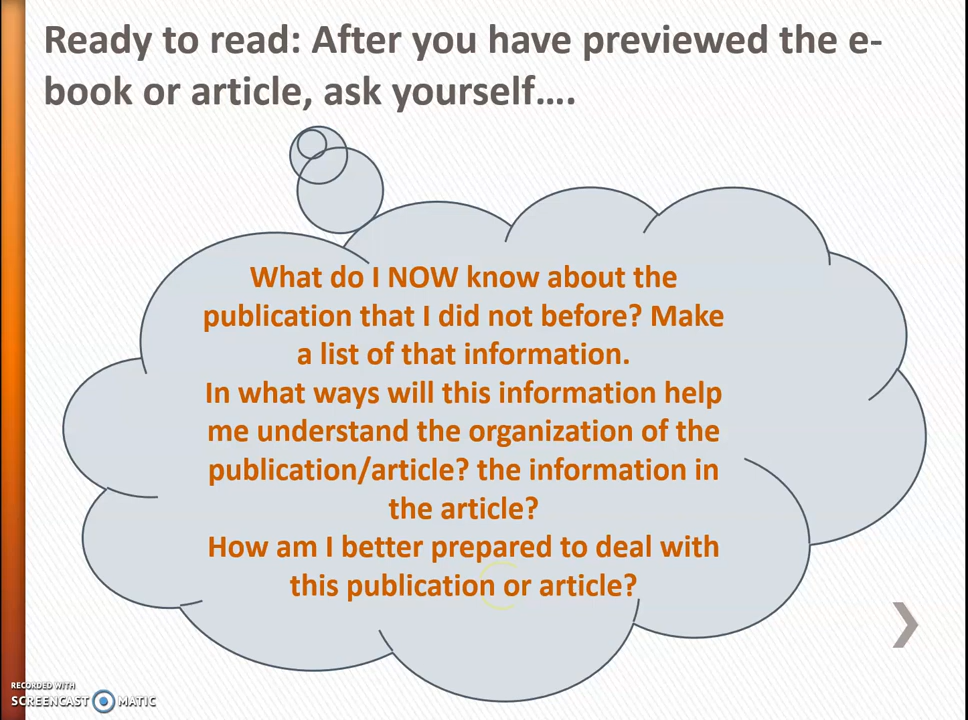 Ready to read: After you have previewed the e-
book or article, ask yourself….
What do I NOW know about the
publication that I did not before? Make
a list of that information.
In what ways will this information help
me understand the organization of the
publication/article? the information in
the article?
How am I better prepared to deal with
this publication or article?
RECORDED WITH
SCREENCAST MATIC